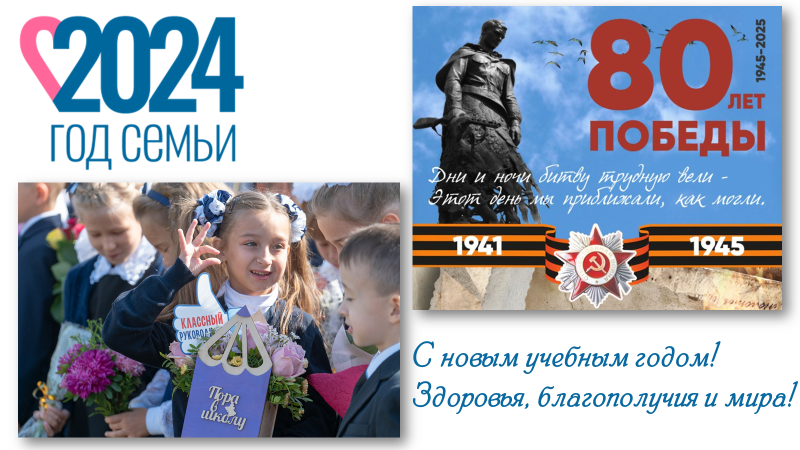 2024
ГОД СЕМЬИ
80
ЛЕТ
ПОБЕДЫ
1945-2025
Дни и ночи битву трудную вели -
Этот день мы приближали, как могли.
1941
1945
КЛАССНЫЙ
РУКОВОД
Пора
в
школу
С новым учебным годом!
Здоровья, благополучия и мира!